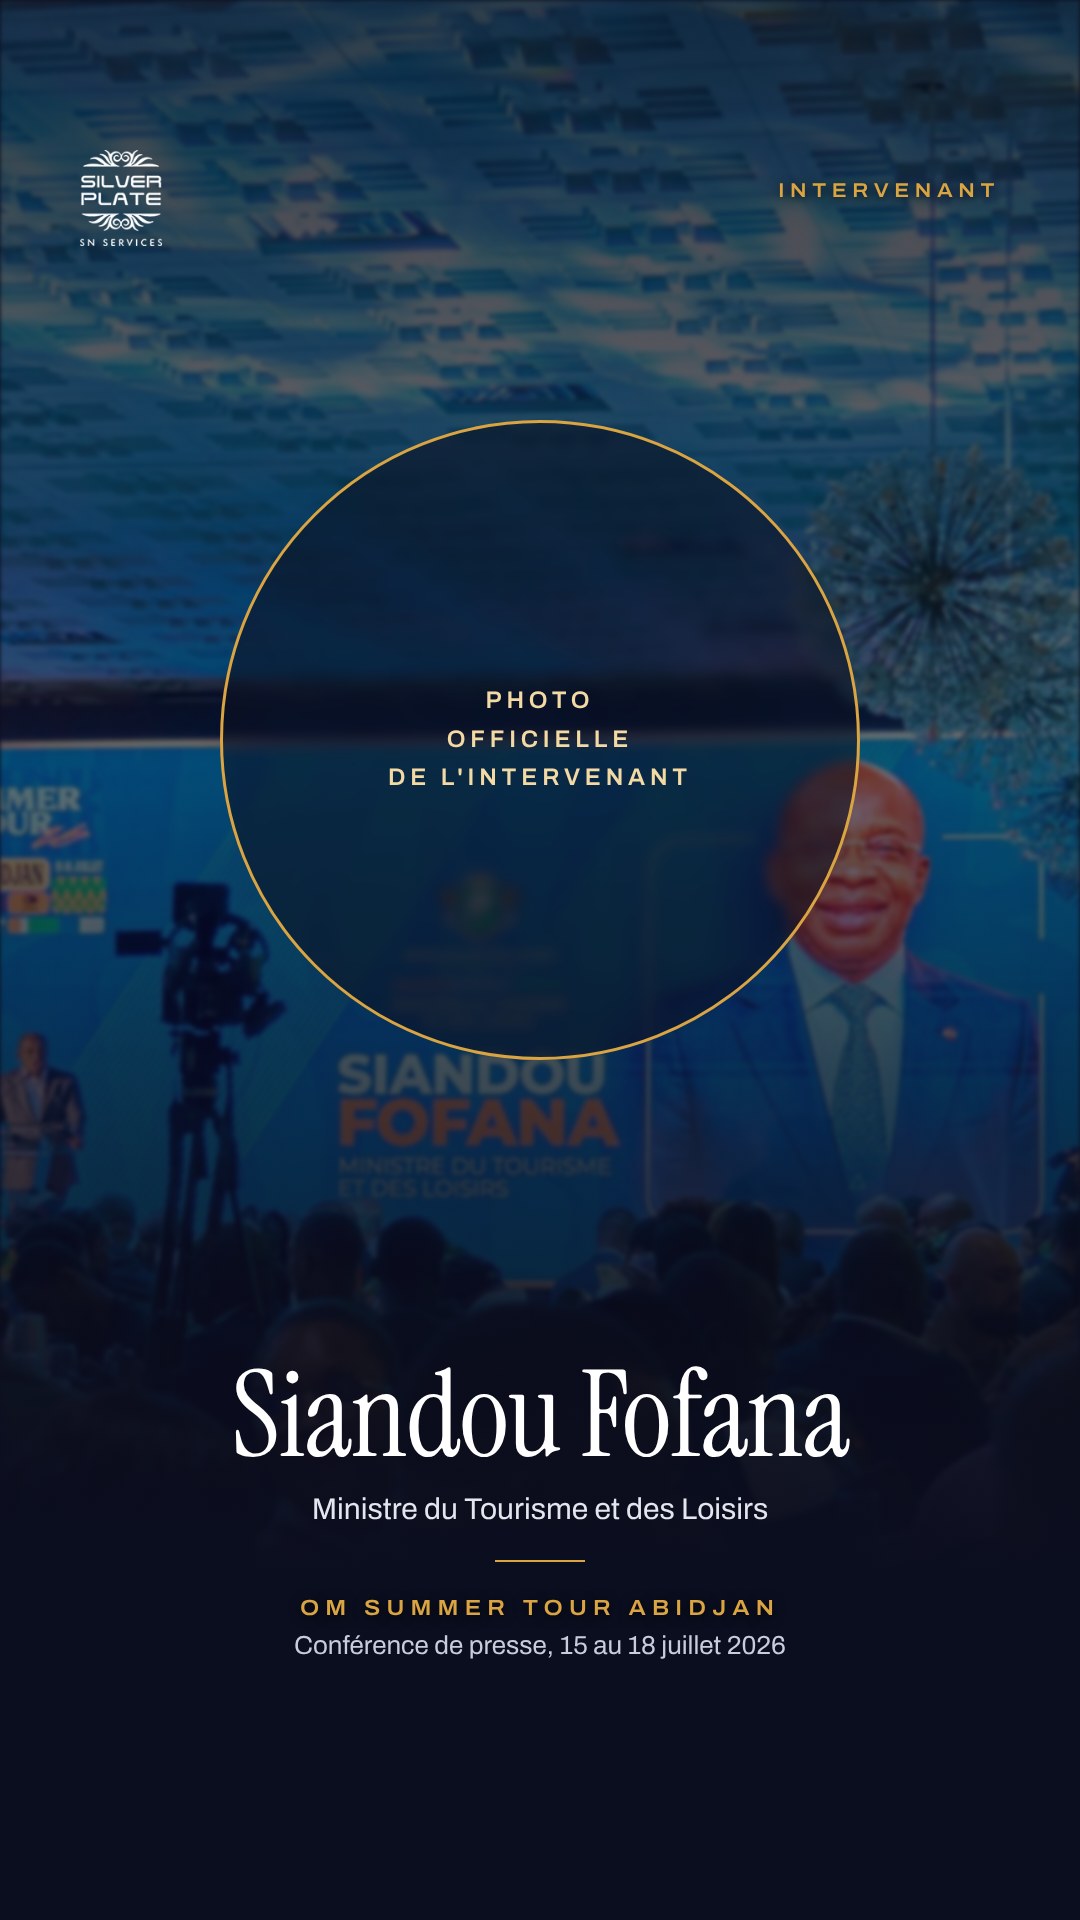 SILVER
PLATE
SN SERVICES
INTERVENANT
PHOTO
OFFICIELLE
DE L'INTERVENANT
SIANDOU
FOFANA
MINISTRE DU TOURISME
ET DES LOISIRS
Siandou Fofana
Ministre du Tourisme et des Loisirs
OM SUMMER TOUR ABIDJAN
Conférence de presse, 15 au 18 juillet 2026